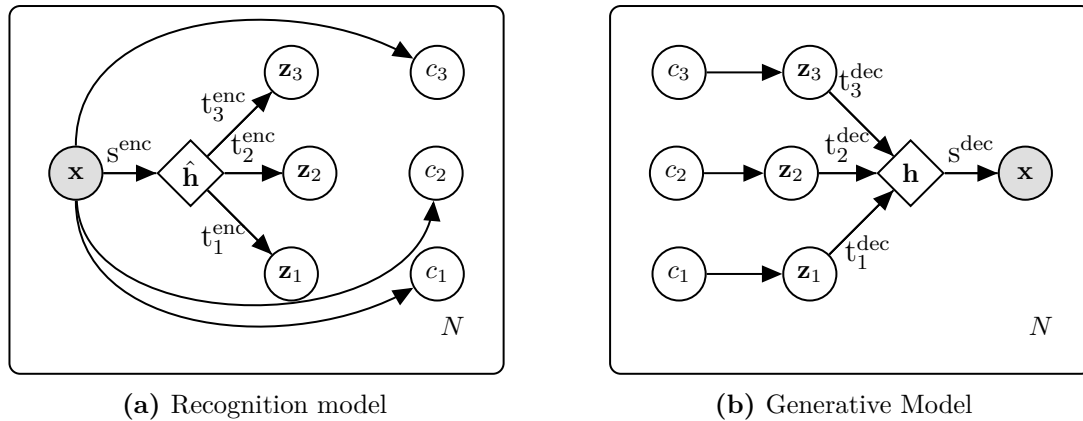 z₃ c₃ c₃ z₃
t₃ᵉⁿᶜ t₃ᵈᵉᶜ
sᵉⁿᶜ t₂ᵉⁿᶜ t₂ᵈᵉᶜ sᵈᵉᶜ
x ĥ z₂ c₂ c₂ z₂ h x
t₁ᵉⁿᶜ t₁ᵈᵉᶜ
z₁ c₁ c₁ z₁
N N
(a) Recognition model
(b) Generative Model